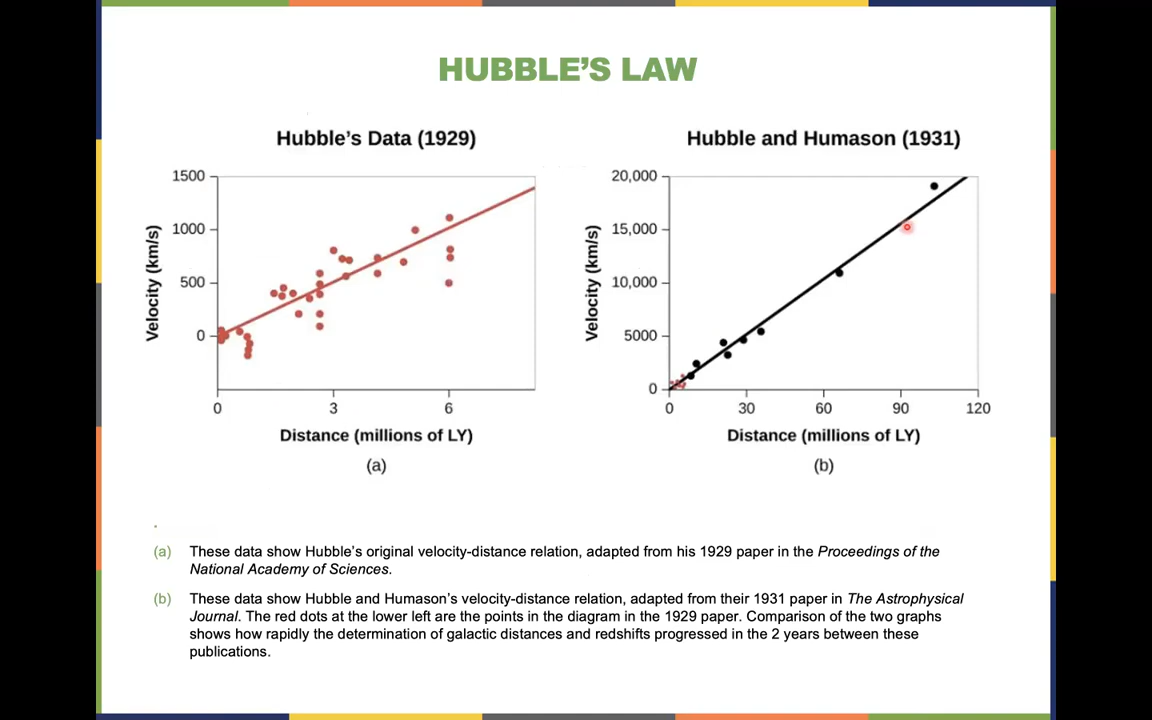 HUBBLE’S LAW
Hubble’s Data (1929)
1500
1000
500
0
0
3
6
Velocity (km/s)
Distance (millions of LY)
(a)
Hubble and Humason (1931)
20,000
15,000
10,000
5000
0
0
30
60
90
120
Velocity (km/s)
Distance (millions of LY)
(b)
(a) These data show Hubble’s original velocity-distance relation, adapted from his 1929 paper in the Proceedings of the
National Academy of Sciences.
(b) These data show Hubble and Humason’s velocity-distance relation, adapted from their 1931 paper in The Astrophysical
Journal. The red dots at the lower left are the points in the diagram in the 1929 paper. Comparison of the two graphs
shows how rapidly the determination of galactic distances and redshifts progressed in the 2 years between these
publications.